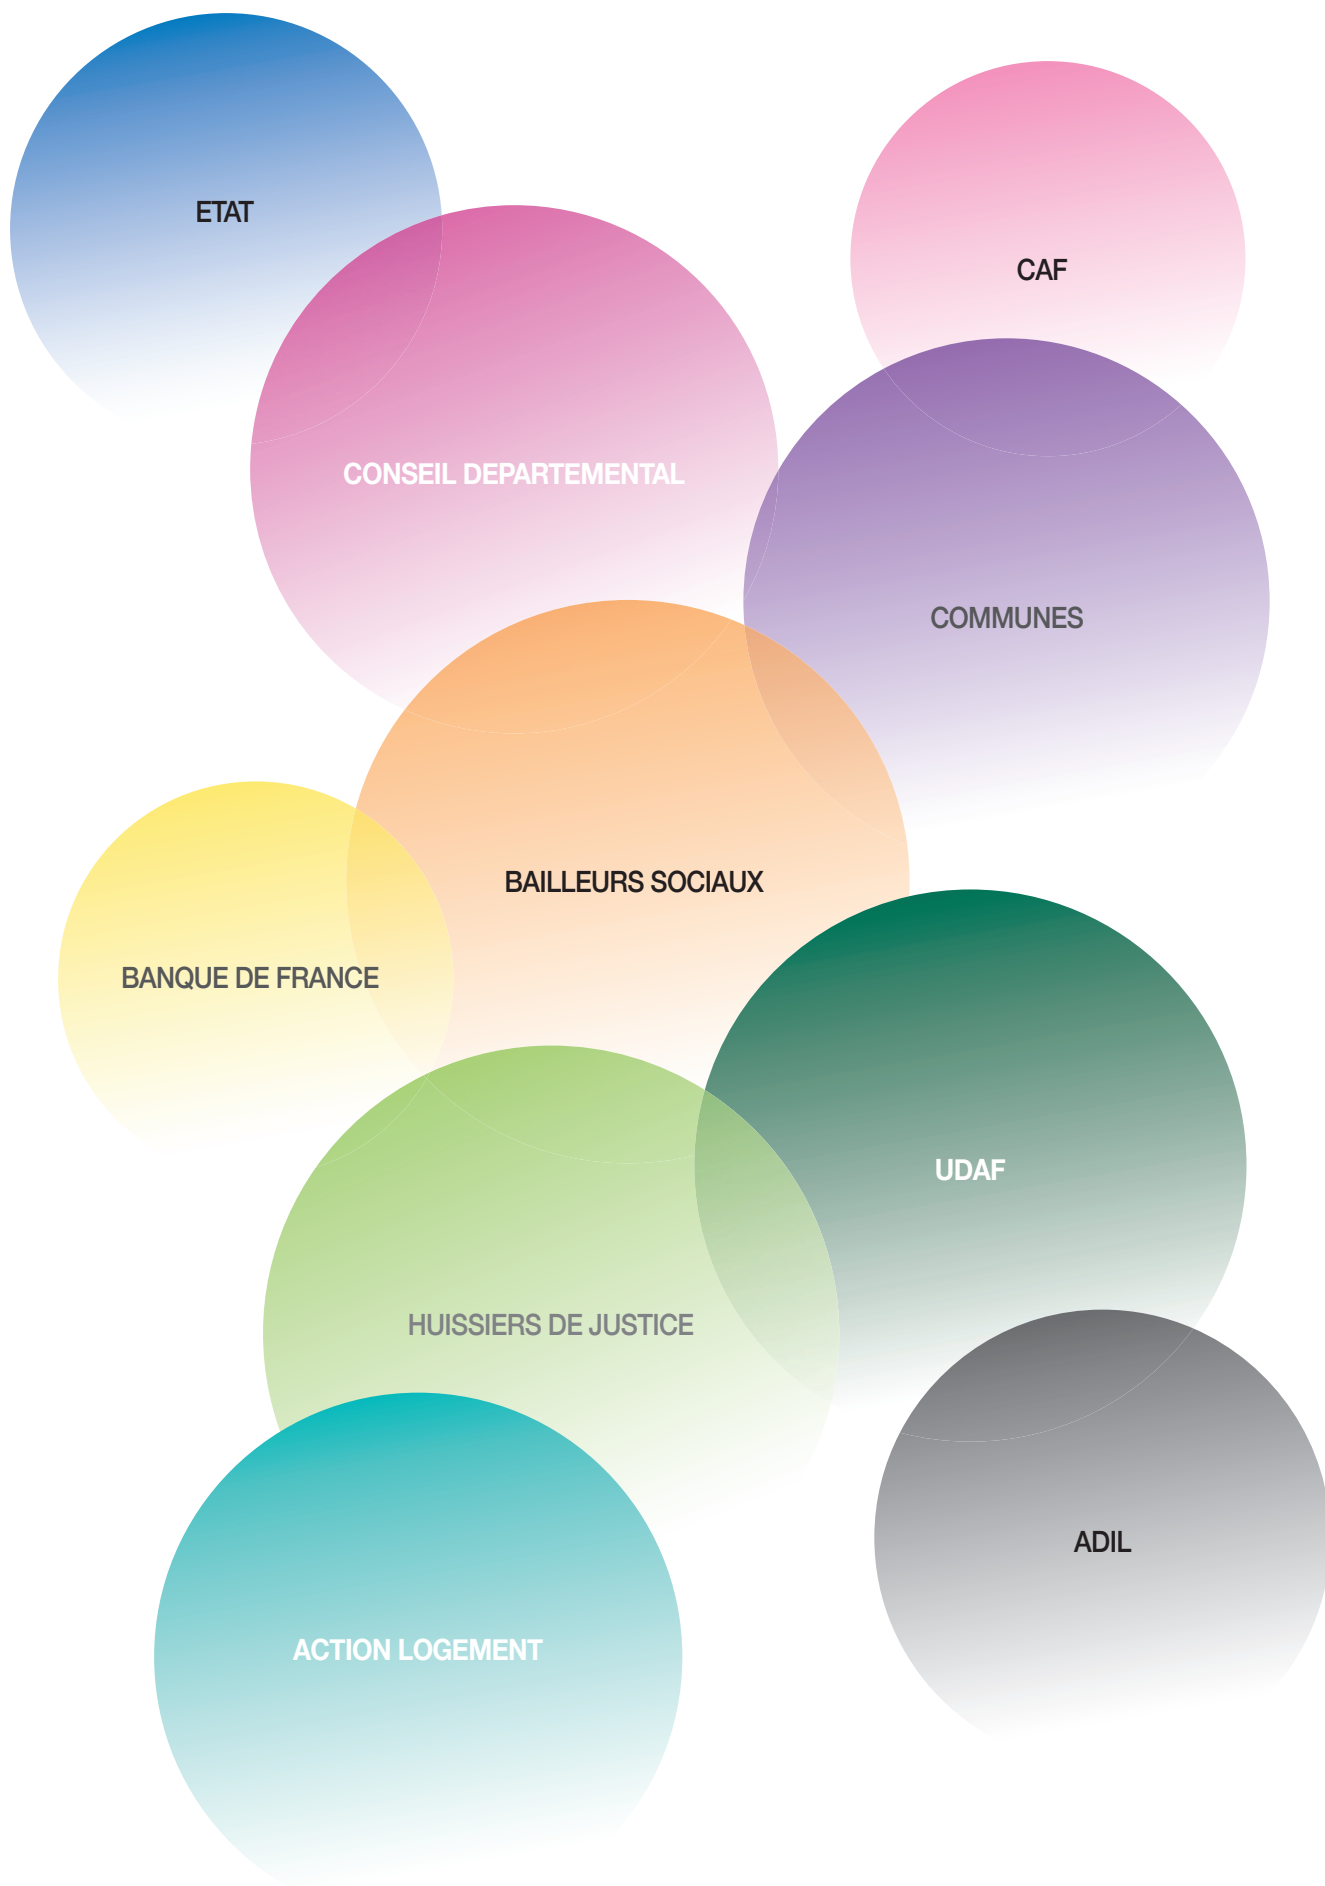 ETAT
CAF
CONSEIL DEPARTEMENTAL
COMMUNES
BAILLEURS SOCIAUX
BANQUE DE FRANCE
UDAF
HUISSIERS DE JUSTICE
ADIL
ACTION LOGEMENT